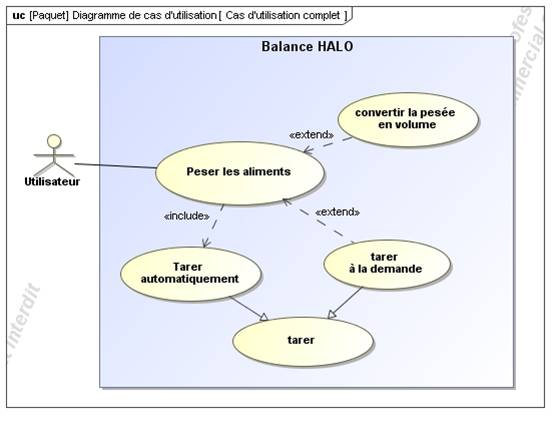 uc [Paquet] Diagramme de cas d'utilisation [ Cas d'utilisation complet ]
Balance HALO
convertir la pesée
en volume
«extend»
Peser les aliments
Utilisateur
«include»
«extend»
Tarer
automatiquement
tarer
à la demande
tarer